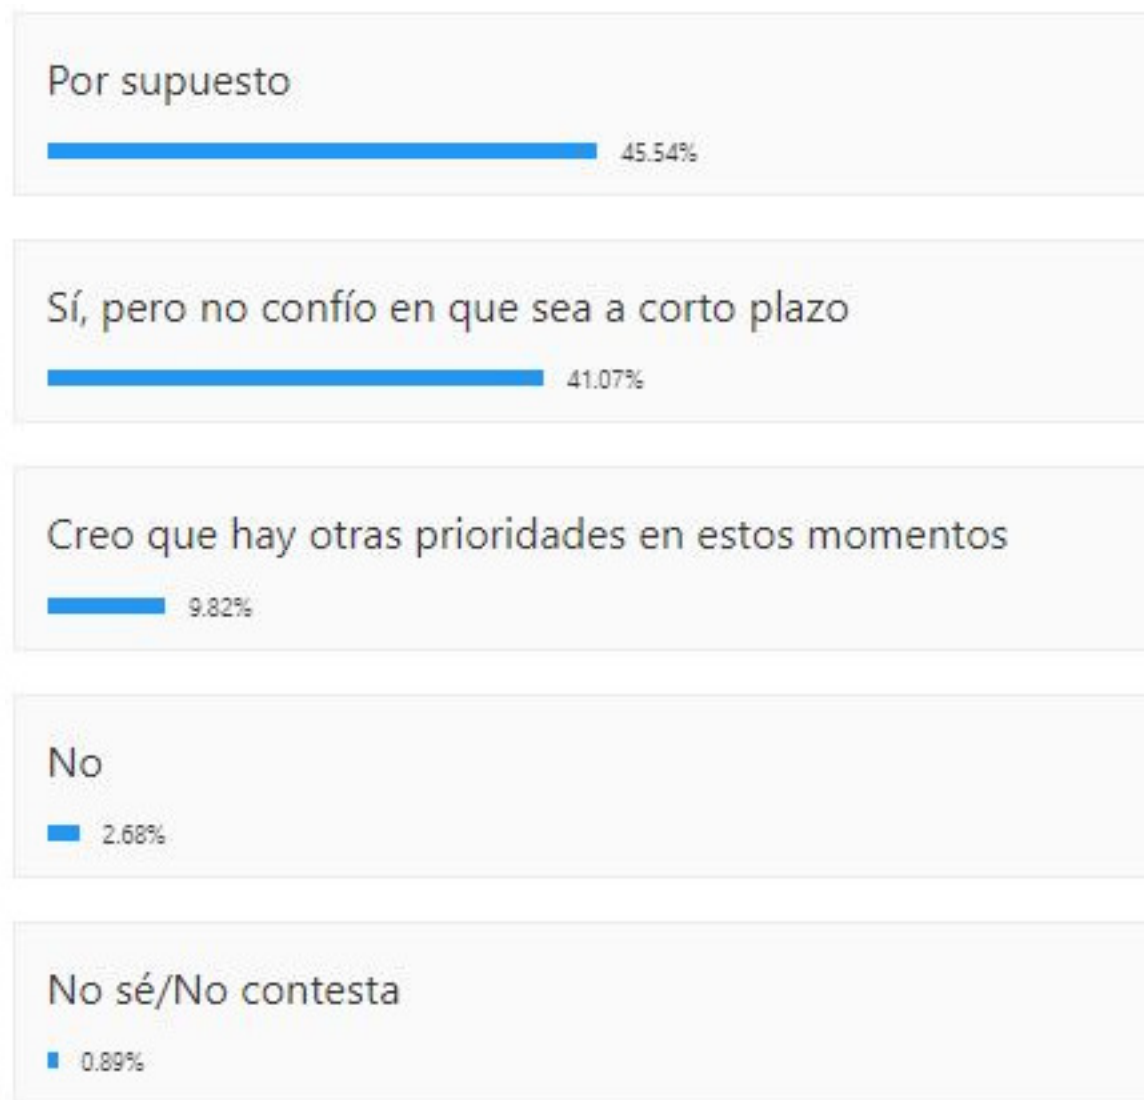 Por supuesto
45.54%
Sí, pero no confío en que sea a corto plazo
41.07%
Creo que hay otras prioridades en estos momentos
9.82%
No
2.68%
No sé/No contesta
0.89%